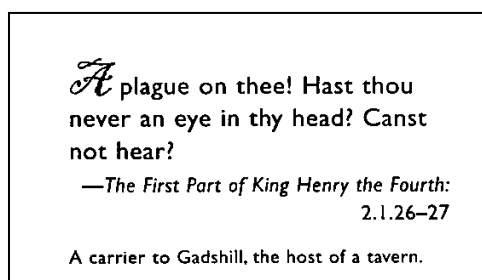 A plague on thee! Hast thou
never an eye in thy head? Canst
not hear?
—The First Part of King Henry the Fourth:
2.1.26–27
A carrier to Gadshill, the host of a tavern.